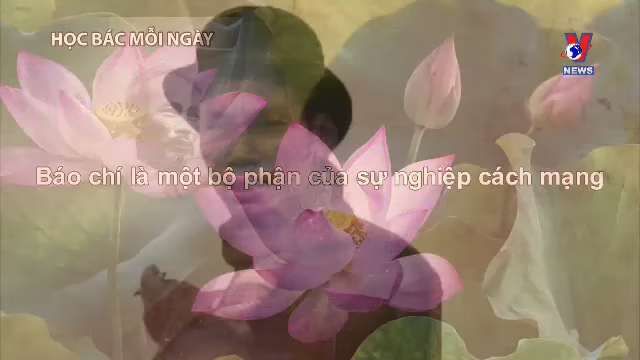 HỌC BÁC MỖI NGÀY
V
NEWS
Báo chí là một bộ phận của sự nghiệp cách mạng